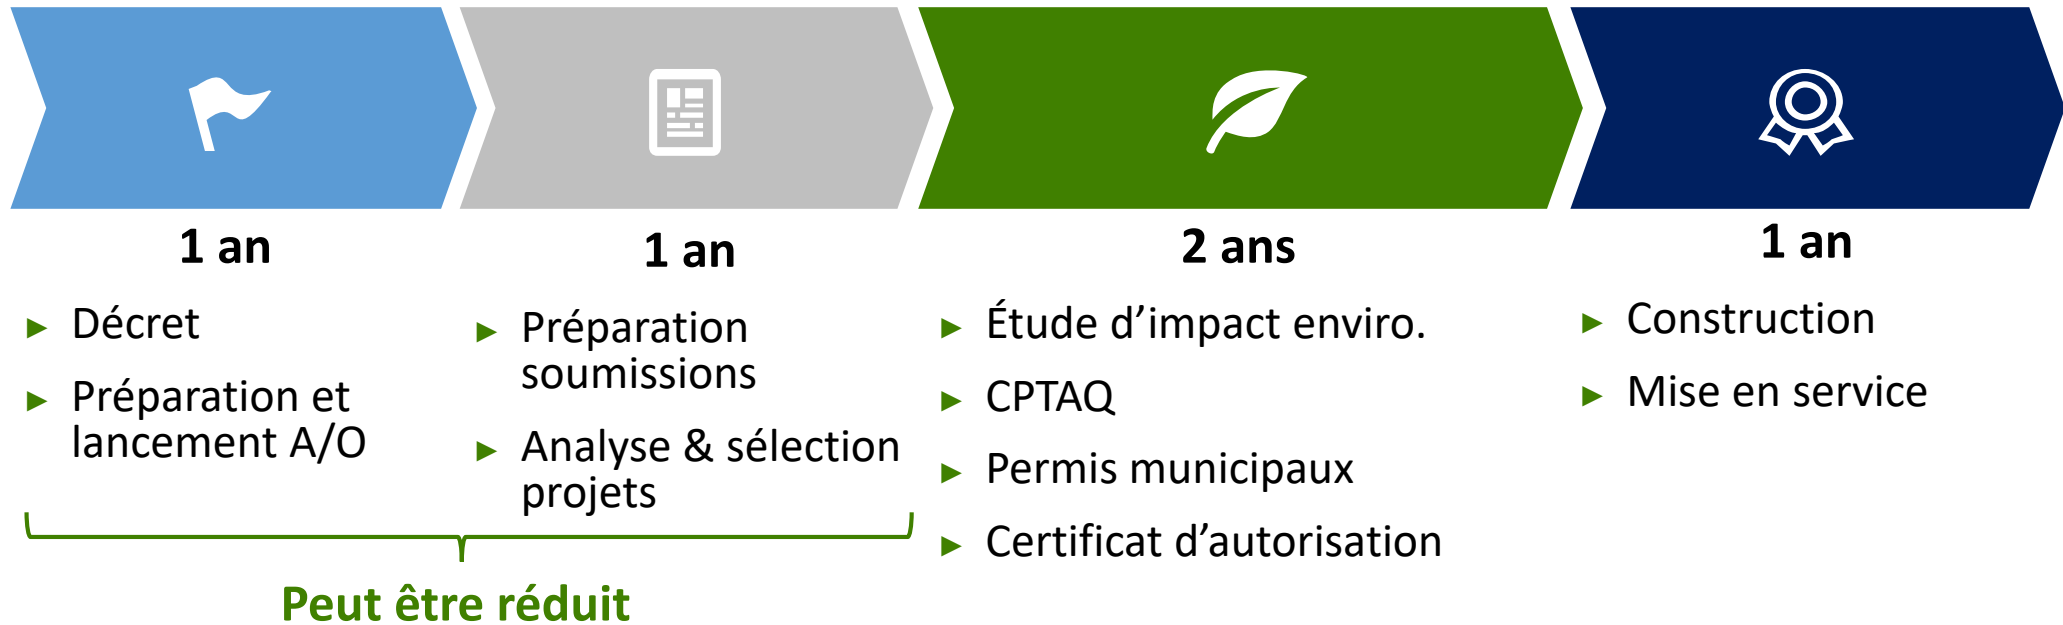 1 an
► Décret
► Préparation et
lancement A/O
1 an
► Préparation
soumissions
► Analyse & sélection
projets
Peut être réduit
2 ans
► Étude d’impact enviro.
► CPTAQ
► Permis municipaux
► Certificat d’autorisation
1 an
► Construction
► Mise en service